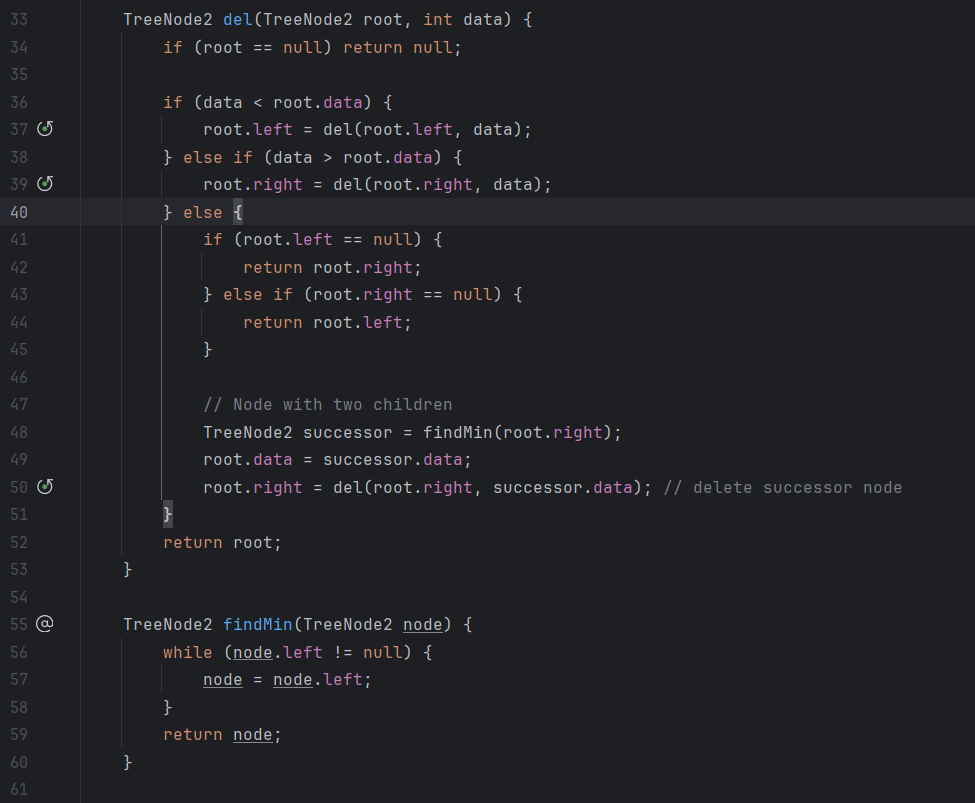 33 TreeNode2 del(TreeNode2 root, int data) {
34 if (root == null) return null;
35
36 if (data < root.data) {
37 root.left = del(root.left, data);
38 } else if (data > root.data) {
39 root.right = del(root.right, data);
40 } else {
41 if (root.left == null) {
42 return root.right;
43 } else if (root.right == null) {
44 return root.left;
45 }
46
47 // Node with two children
48 TreeNode2 successor = findMin(root.right);
49 root.data = successor.data;
50 root.right = del(root.right, successor.data); // delete successor node
51 }
52 return root;
53 }
54
55 @ TreeNode2 findMin(TreeNode2 node) {
56 while (node.left != null) {
57 node = node.left;
58 }
59 return node;
60 }
61